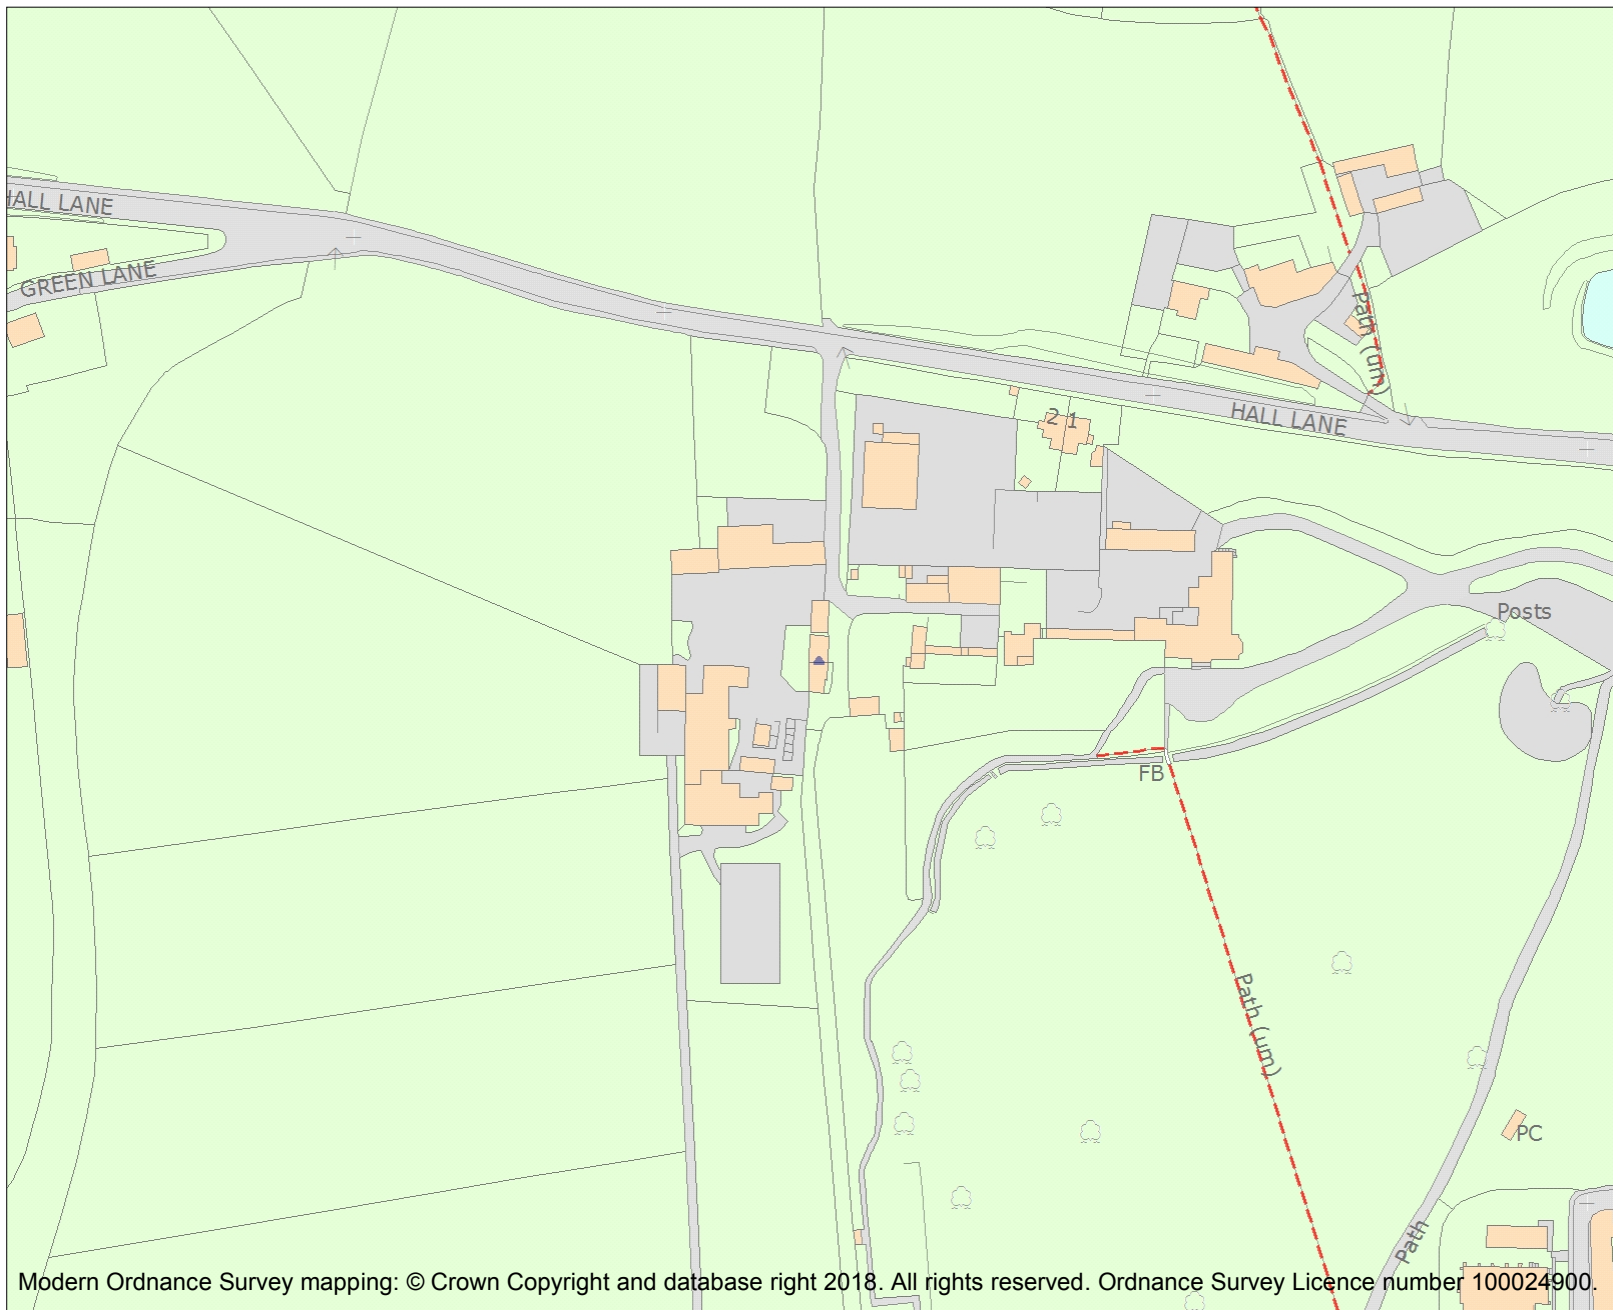 HALL LANE
GREEN LANE
Path (um)
2 1
HALL LANE
Posts
FB
Path (um)
PC
Path
Modern Ordnance Survey mapping: © Crown Copyright and database right 2018. All rights reserved. Ordnance Survey Licence number 100024900.